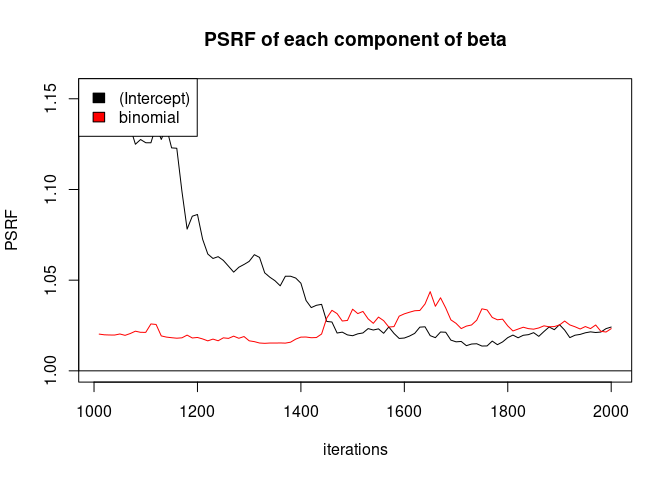 PSRF of each component of beta
(Intercept)
binomial
PSRF
1.15
1.10
1.05
1.00
1000 1200 1400 1600 1800 2000
iterations